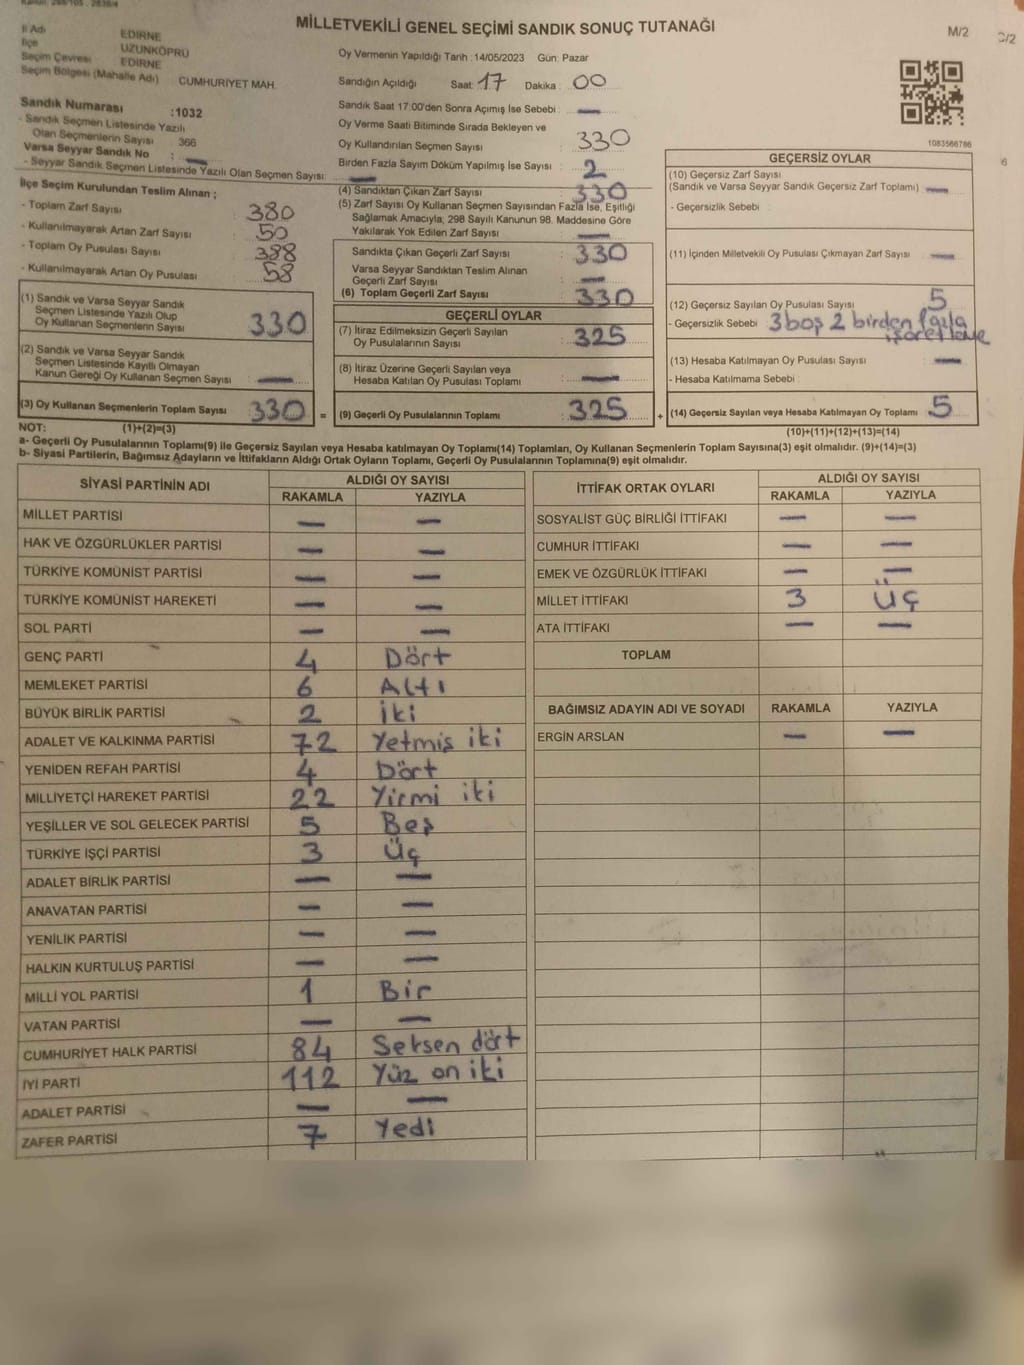 MİLLETVEKİLİ GENEL SEÇİMİ SANDIK SONUÇ TUTANAĞI
M/2
İl Adı EDİRNE
İlçe UZUNKÖPRÜ
Seçim Çevresi EDİRNE
Seçim Bölgesi (Mahalle Adı) CUMHURİYET MAH.
Sandık Numarası :1032
- Sandık Seçmen Listesinde Yazılı
Olan Seçmenlerin Sayısı : 366
Varsa Seyyar Sandık No : —
- Seyyar Sandık Seçmen Listesinde Yazılı Olan Seçmen Sayısı: —
Oy Vermenin Yapıldığı Tarih :14/05/2023 Gün: Pazar
Sandığın Açıldığı Saat: 17 Dakika : 00
Sandık Saat 17:00'den Sonra Açımış İse Sebebi : —
Oy Verme Saati Bitiminde Sırada Bekleyen ve
Oy Kullandırılan Seçmen Sayısı : 330
Birden Fazla Sayım Döküm Yapılmış İse Sayısı : 2
1083566766
İlçe Seçim Kurulundan Teslim Alınan ;
- Toplam Zarf Sayısı : 380
- Kullanılmayarak Artan Zarf Sayısı : 50
- Toplam Oy Pusulası Sayısı : 388
- Kullanılmayarak Artan Oy Pusulası : 58
(1) Sandık ve Varsa Seyyar Sandık
Seçmen Listesinde Yazılı Olup
Oy Kullanan Seçmenlerin Sayısı 330
(2) Sandık ve Varsa Seyyar Sandık
Seçmen Listesinde Kayıtlı Olmayan
Kanun Gereği Oy Kullanan Seçmen Sayısı —
(3) Oy Kullanan Seçmenlerin Toplam Sayısı 330 =
(4) Sandıktan Çıkan Zarf Sayısı : 330
(5) Zarf Sayısı Oy Kullanan Seçmen Sayısından Fazla İse, Eşitliği
Sağlamak Amacıyla; 298 Sayılı Kanunun 98. Maddesine Göre
Yakılarak Yok Edilen Zarf Sayısı : —
Sandıkta Çıkan Geçerli Zarf Sayısı : 330
Varsa Seyyar Sandıktan Teslim Alınan
Geçerli Zarf Sayısı : —
(6) Toplam Geçerli Zarf Sayısı : 330
GEÇERLİ OYLAR
(7) İtiraz Edilmeksizin Geçerli Sayılan
Oy Pusulalarının Sayısı : 325
(8) İtiraz Üzerine Geçerli Sayılan veya
Hesaba Katılan Oy Pusulası Toplamı : —
(9) Geçerli Oy Pusulalarının Toplamı : 325 +
GEÇERSİZ OYLAR
(10) Geçersiz Zarf Sayısı
(Sandık ve Varsa Seyyar Sandık Geçersiz Zarf Toplamı) : —
- Geçersizlik Sebebi :
(11) İçinden Milletvekili Oy Pusulası Çıkmayan Zarf Sayısı : —
(12) Geçersiz Sayılan Oy Pusulası Sayısı : 5
- Geçersizlik Sebebi : 3 boş 2 birden fazla
işaretleme
(13) Hesaba Katılmayan Oy Pusulası Sayısı : —
- Hesaba Katılmama Sebebi :
(14) Geçersiz Sayılan veya Hesaba Katılmayan Oy Toplamı : 5
NOT: (1)+(2)=(3)
(10)+(11)+(12)+(13)=(14)
a- Geçerli Oy Pusulalarının Toplamı(9) ile Geçersiz Sayılan veya Hesaba katılmayan Oy Toplamı(14) Toplamları, Oy Kullanan Seçmenlerin Toplam Sayısına(3) eşit olmalıdır. (9)+(14)=(3)
b- Siyasi Partilerin, Bağımsız Adayların ve İttifakların Aldığı Ortak Oyların Toplamı, Geçerli Oy Pusulalarının Toplamına(9) eşit olmalıdır.
SİYASİ PARTİNİN ADI ALDIĞI OY SAYISI
RAKAMLA YAZIYLA
MİLLET PARTİSİ — —
HAK VE ÖZGÜRLÜKLER PARTİSİ — —
TÜRKİYE KOMÜNİST PARTİSİ — —
TÜRKİYE KOMÜNİST HAREKETİ — —
SOL PARTİ — —
GENÇ PARTİ 4 Dört
MEMLEKET PARTİSİ 6 Altı
BÜYÜK BİRLİK PARTİSİ 2 İki
ADALET VE KALKINMA PARTİSİ 72 Yetmiş iki
YENİDEN REFAH PARTİSİ 4 Dört
MİLLİYETÇİ HAREKET PARTİSİ 22 Yirmi iki
YEŞİLLER VE SOL GELECEK PARTİSİ 5 Beş
TÜRKİYE İŞÇİ PARTİSİ 3 Üç
ADALET BİRLİK PARTİSİ — —
ANAVATAN PARTİSİ — —
YENİLİK PARTİSİ — —
HALKIN KURTULUŞ PARTİSİ — —
MİLLİ YOL PARTİSİ 1 Bir
VATAN PARTİSİ — —
CUMHURİYET HALK PARTİSİ 84 Seksen dört
İYİ PARTİ 112 Yüz on iki
ADALET PARTİSİ — —
ZAFER PARTİSİ 7 Yedi
İTTİFAK ORTAK OYLARI ALDIĞI OY SAYISI
RAKAMLA YAZIYLA
SOSYALİST GÜÇ BİRLİĞİ İTTİFAKI — —
CUMHUR İTTİFAKI — —
EMEK VE ÖZGÜRLÜK İTTİFAKI — —
MİLLET İTTİFAKI 3 Üç
ATA İTTİFAKI — —
TOPLAM
BAĞIMSIZ ADAYIN ADI VE SOYADI RAKAMLA YAZIYLA
ERGİN ARSLAN — —